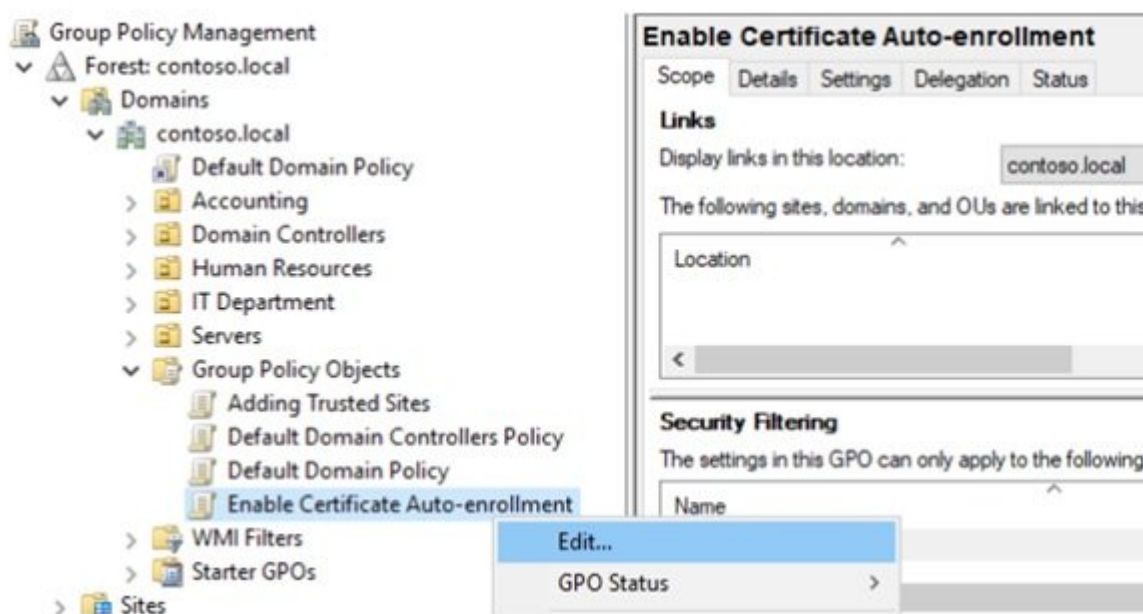 Group Policy Management
Forest: contoso.local
Domains
contoso.local
Default Domain Policy
Accounting
Domain Controllers
Human Resources
IT Department
Servers
Group Policy Objects
Adding Trusted Sites
Default Domain Controllers Policy
Default Domain Policy
Enable Certificate Auto-enrollment
WMI Filters
Starter GPOs
Sites
Enable Certificate Auto-enrollment
Scope Details Settings Delegation Status
Links
Display links in this location: contoso.local
The following sites, domains, and OUs are linked to this
Location
Security Filtering
The settings in this GPO can only apply to the following
Name
Edit...
GPO Status